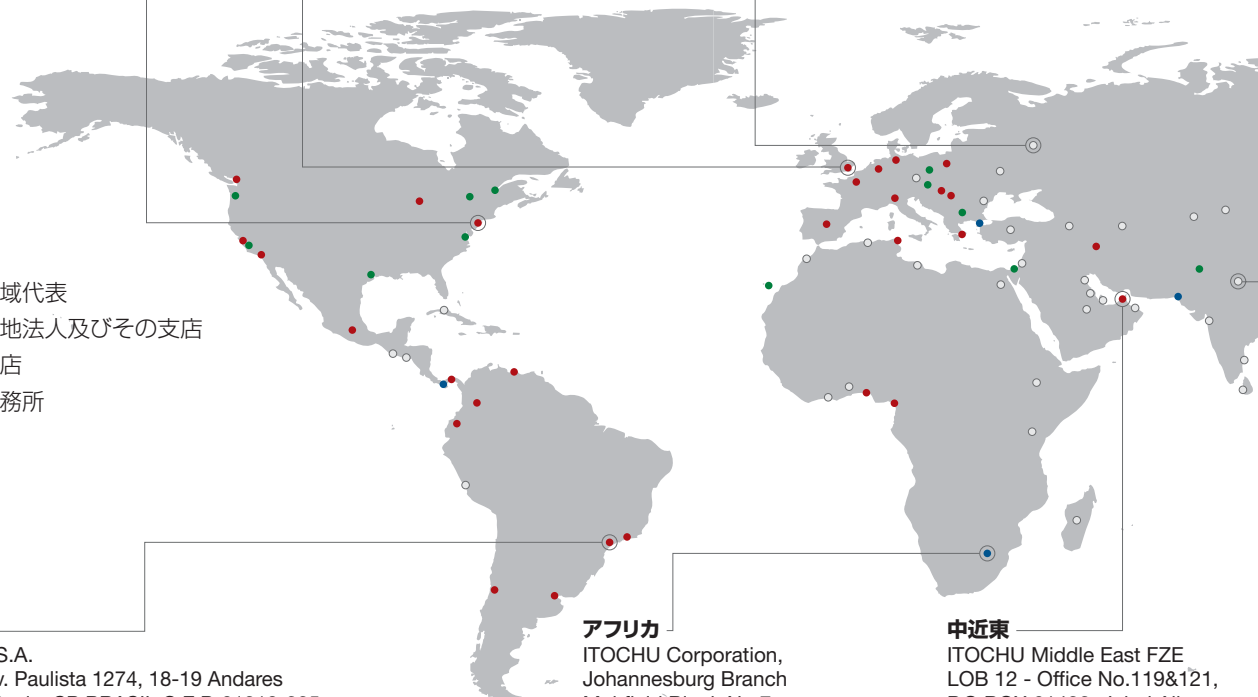 域代表
地法人及びその支店
店
務所
S.A.
Paulista 1274, 18-19 Andares
アフリカ
ITOCHU Corporation,
Johannesburg Branch
中近東
ITOCHU Middle East FZE
LOB 12 - Office No.119&121,